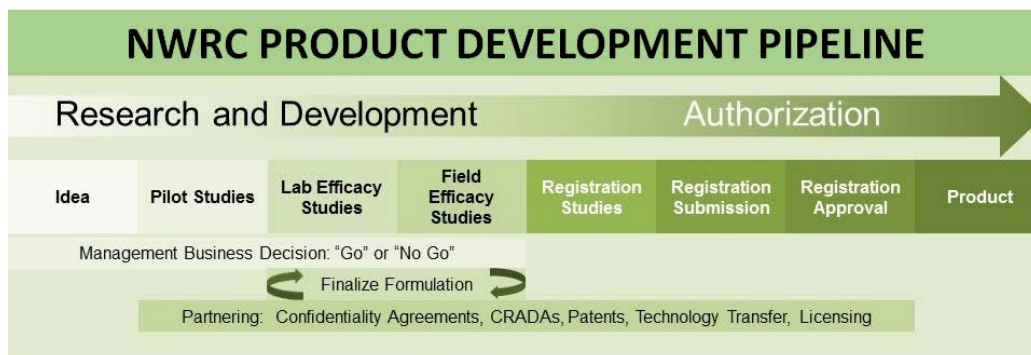 NWRC PRODUCT DEVELOPMENT PIPELINE
Research and Development
Authorization
Idea
Pilot Studies
Lab Efficacy
Studies
Field
Efficacy
Studies
Registration
Studies
Registration
Submission
Registration
Approval
Product
Management Business Decision: “Go” or “No Go”
Finalize Formulation
Partnering: Confidentiality Agreements, CRADAs, Patents, Technology Transfer, Licensing